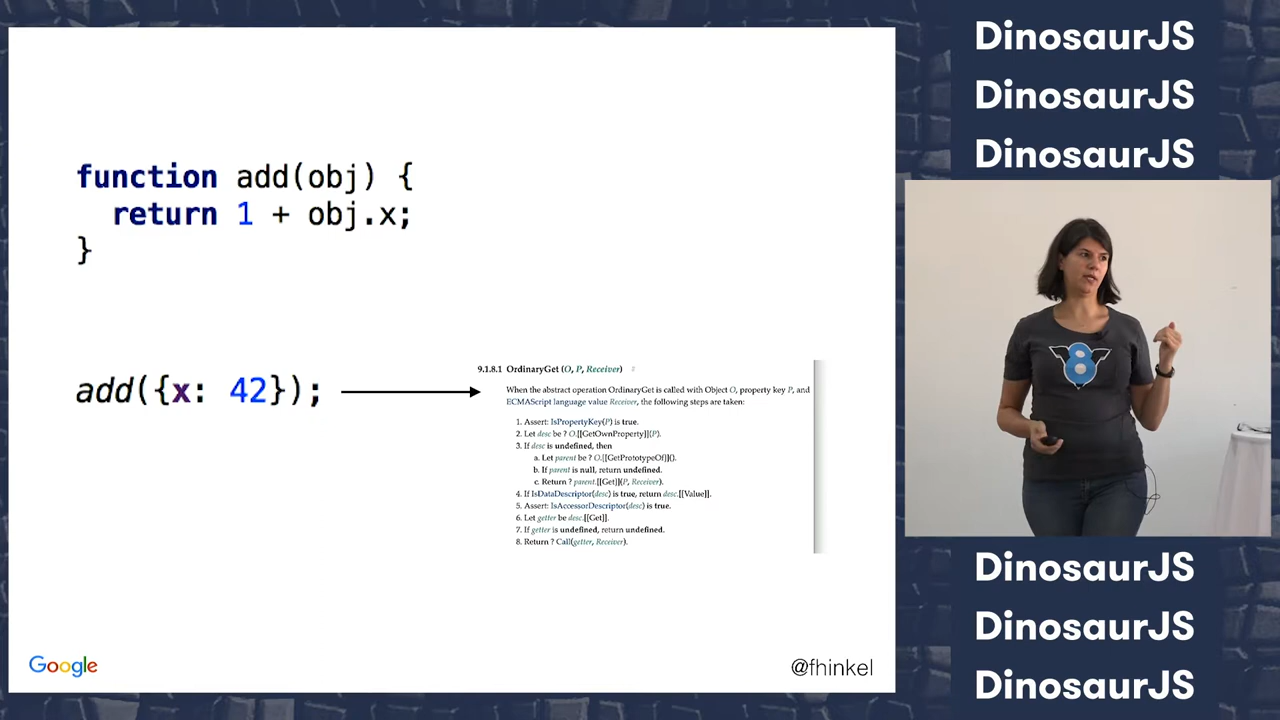 DinosaurJS
DinosaurJS
DinosaurJS
function add(obj) {
return 1 + obj.x;
}
add({x: 42});
9.1.8.1 OrdinaryGet (O, P, Receiver) #
When the abstract operation OrdinaryGet is called with Object O, property key P, and
ECMAScript language value Receiver, the following steps are taken:
1. Assert: IsPropertyKey(P) is true.
2. Let desc be ? O.[[GetOwnProperty]](P).
3. If desc is undefined, then
a. Let parent be ? O.[[GetPrototypeOf]]().
b. If parent is null, return undefined.
c. Return ? parent.[[Get]](P, Receiver).
4. If IsDataDescriptor(desc) is true, return desc.[[Value]].
5. Assert: IsAccessorDescriptor(desc) is true.
6. Let getter be desc.[[Get]].
7. If getter is undefined, return undefined.
8. Return ? Call(getter, Receiver).
8
Google
@fhinkel
DinosaurJS
DinosaurJS
DinosaurJS